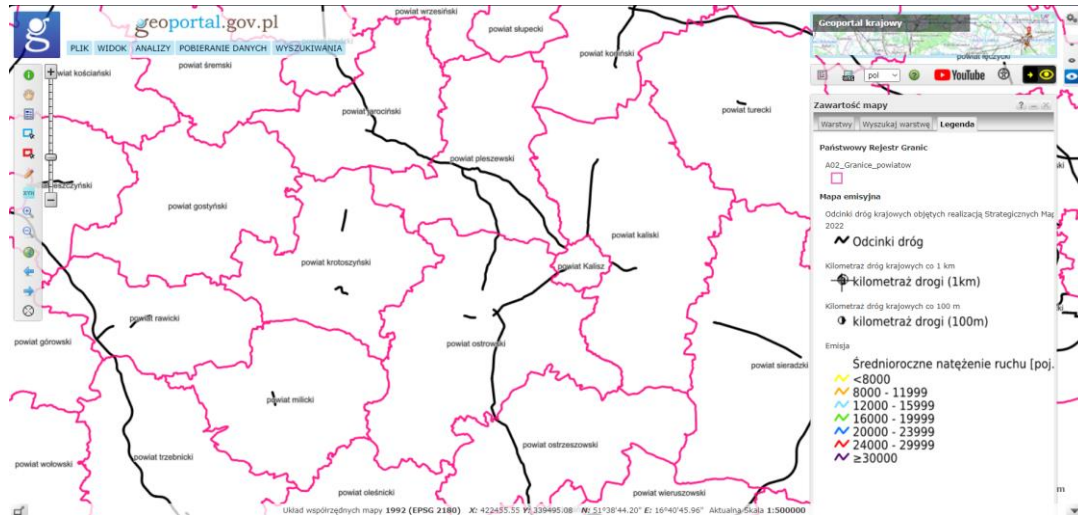 geoportal.gov.pl
PLIK WIDOK ANALIZY POBIERANIE DANYCH WYSZUKIWANIA
powiat wrzesiński
powiat słupecki
powiat koniński
powiat kościański
powiat śremski
powiat jarociński
powiat turecki
powiat pleszewski
powiat gostyński
powiat kaliski
powiat krotoszyński
powiat Kalisz
powiat rawicki
powiat górowski
powiat ostrowski
powiat sieradzki
powiat milicki
powiat ostrzeszowski
powiat wołowski
powiat trzebnicki
powiat oleśnicki
powiat wieruszowski
Geoportal krajowy
pol
YouTube
Zawartość mapy
Warstwy Wyszukaj warstwę Legenda
Państwowy Rejestr Granic
A02_Granice_powiatow
Mapa emisyjna
Odcinki dróg krajowych objętych realizacją Strategicznych Map
2022
Odcinki dróg
Kilometraż dróg krajowych co 1 km
kilometraż drogi (1km)
Kilometraż dróg krajowych co 100 m
kilometraż drogi (100m)
Emisja
Średnioroczne natężenie ruchu [poj.
<8000
8000 - 11999
12000 - 15999
16000 - 19999
20000 - 23999
24000 - 29999
≥30000
Układ współrzędnych mapy 1992 (EPSG 2180) X: 422455.55 Y: 339495.08 N: 51°38'44.20" E: 16°40'45.96" Aktualna Skala 1:500000